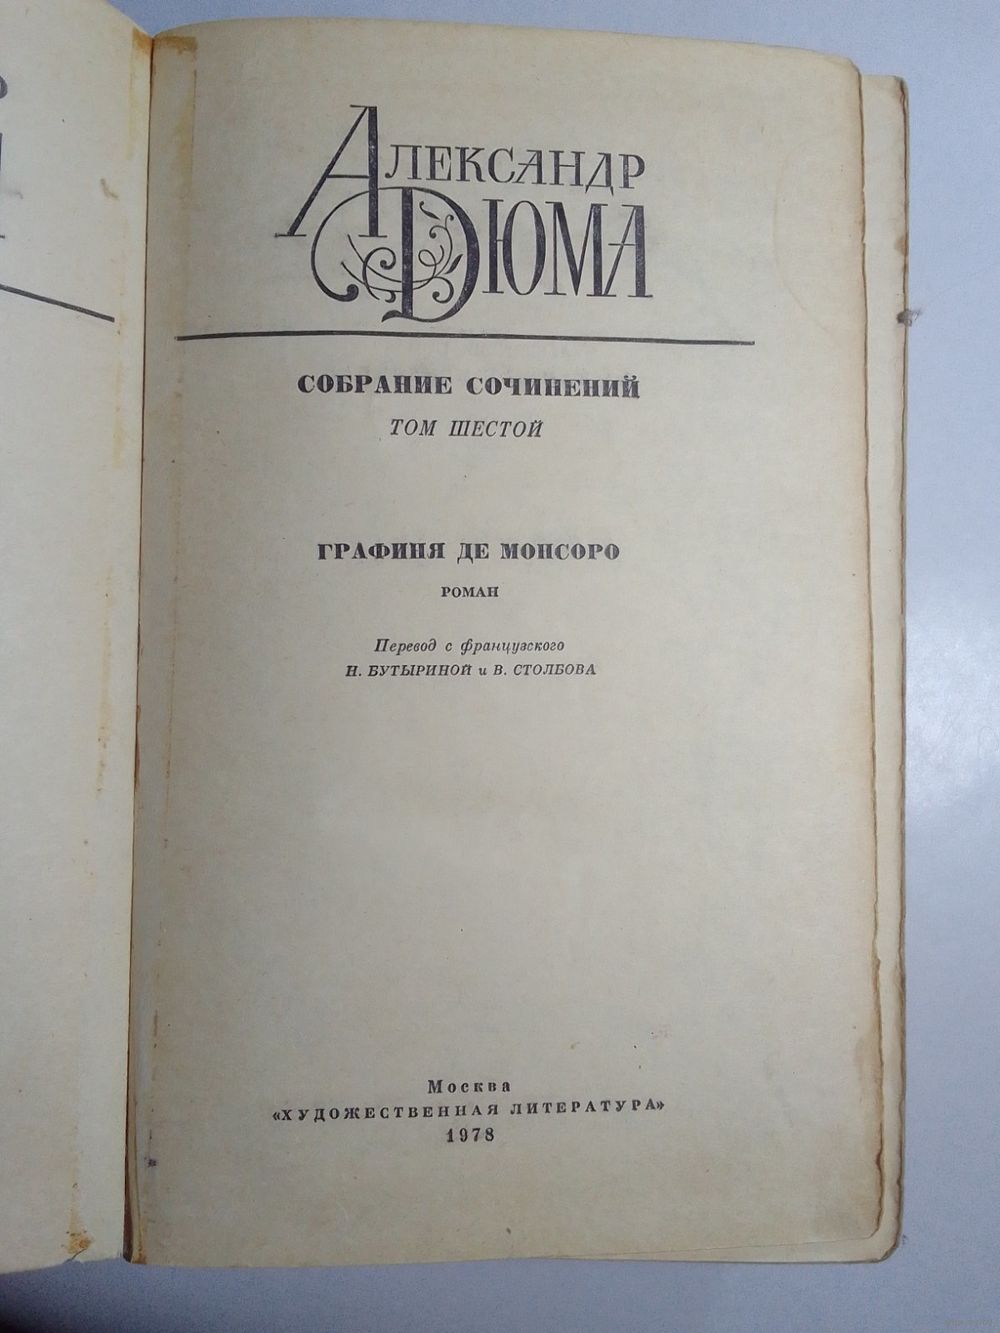 Александр
Дюма
СОБРАНИЕ СОЧИНЕНИЙ
ТОМ ШЕСТОЙ
ГРАФИНЯ ДЕ МОНСОРО
РОМАН
Перевод с французского
Н. БУТЫРИНОЙ и В. СТОЛБОВА
Москва
«ХУДОЖЕСТВЕННАЯ ЛИТЕРАТУРА»
1978